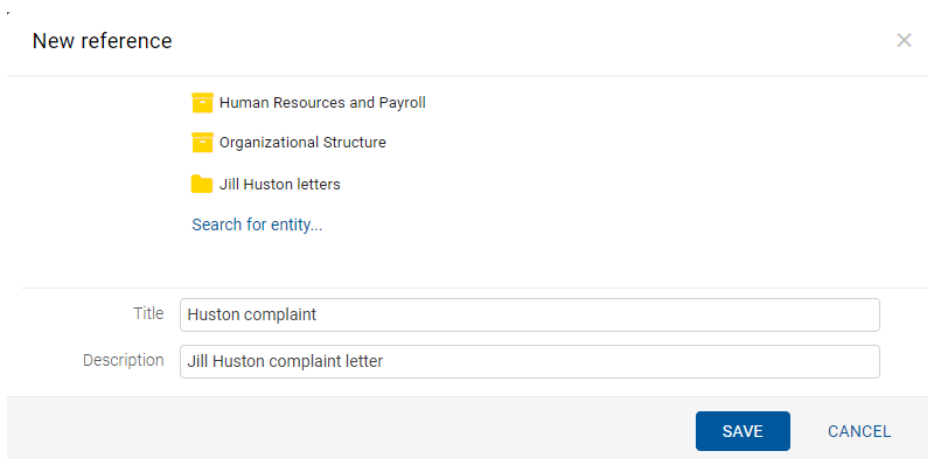 New reference
Human Resources and Payroll
Organizational Structure
Jill Huston letters
Search for entity...
Title Huston complaint
Description Jill Huston complaint letter
SAVE CANCEL